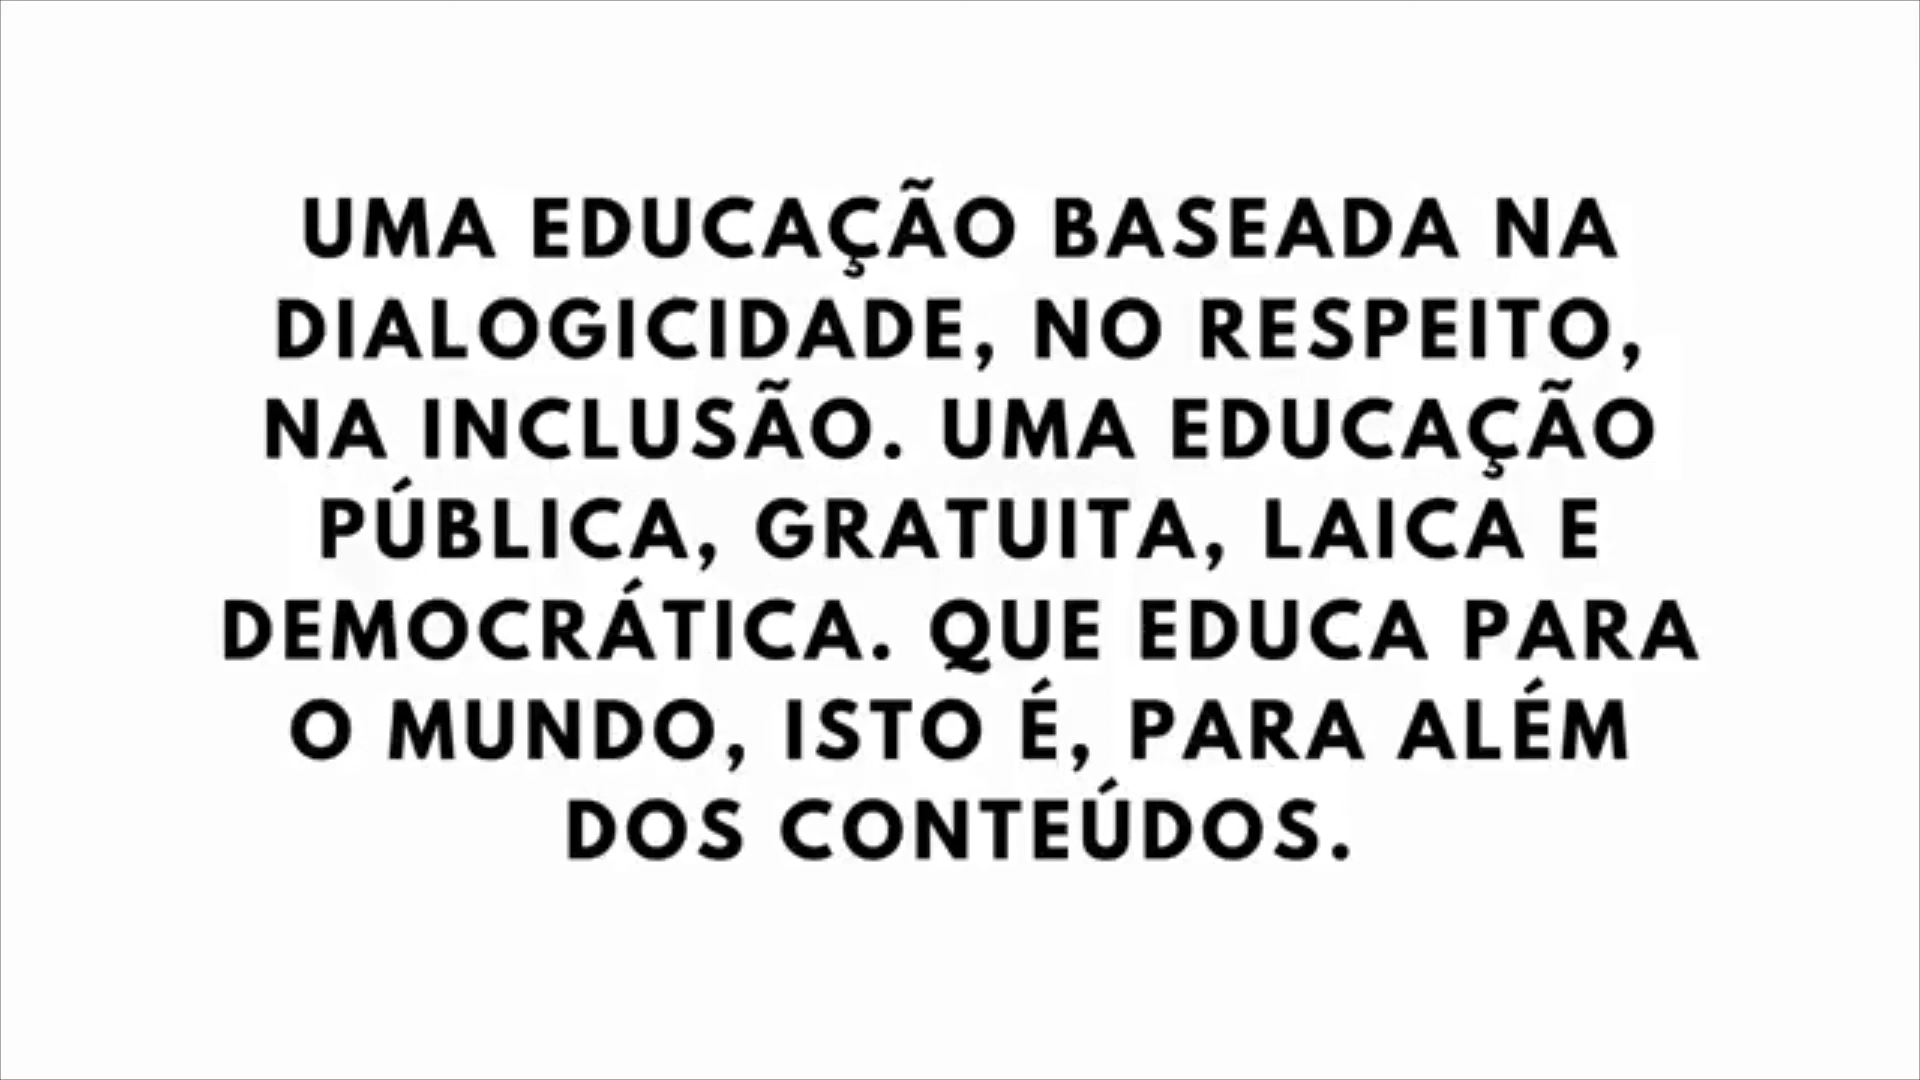 UMA EDUCAÇÃO BASEADA NA
DIALOGICIDADE, NO RESPEITO,
NA INCLUSÃO. UMA EDUCAÇÃO
PÚBLICA, GRATUITA, LAICA E
DEMOCRÁTICA. QUE EDUCA PARA
O MUNDO, ISTO É, PARA ALÉM
DOS CONTEÚDOS.